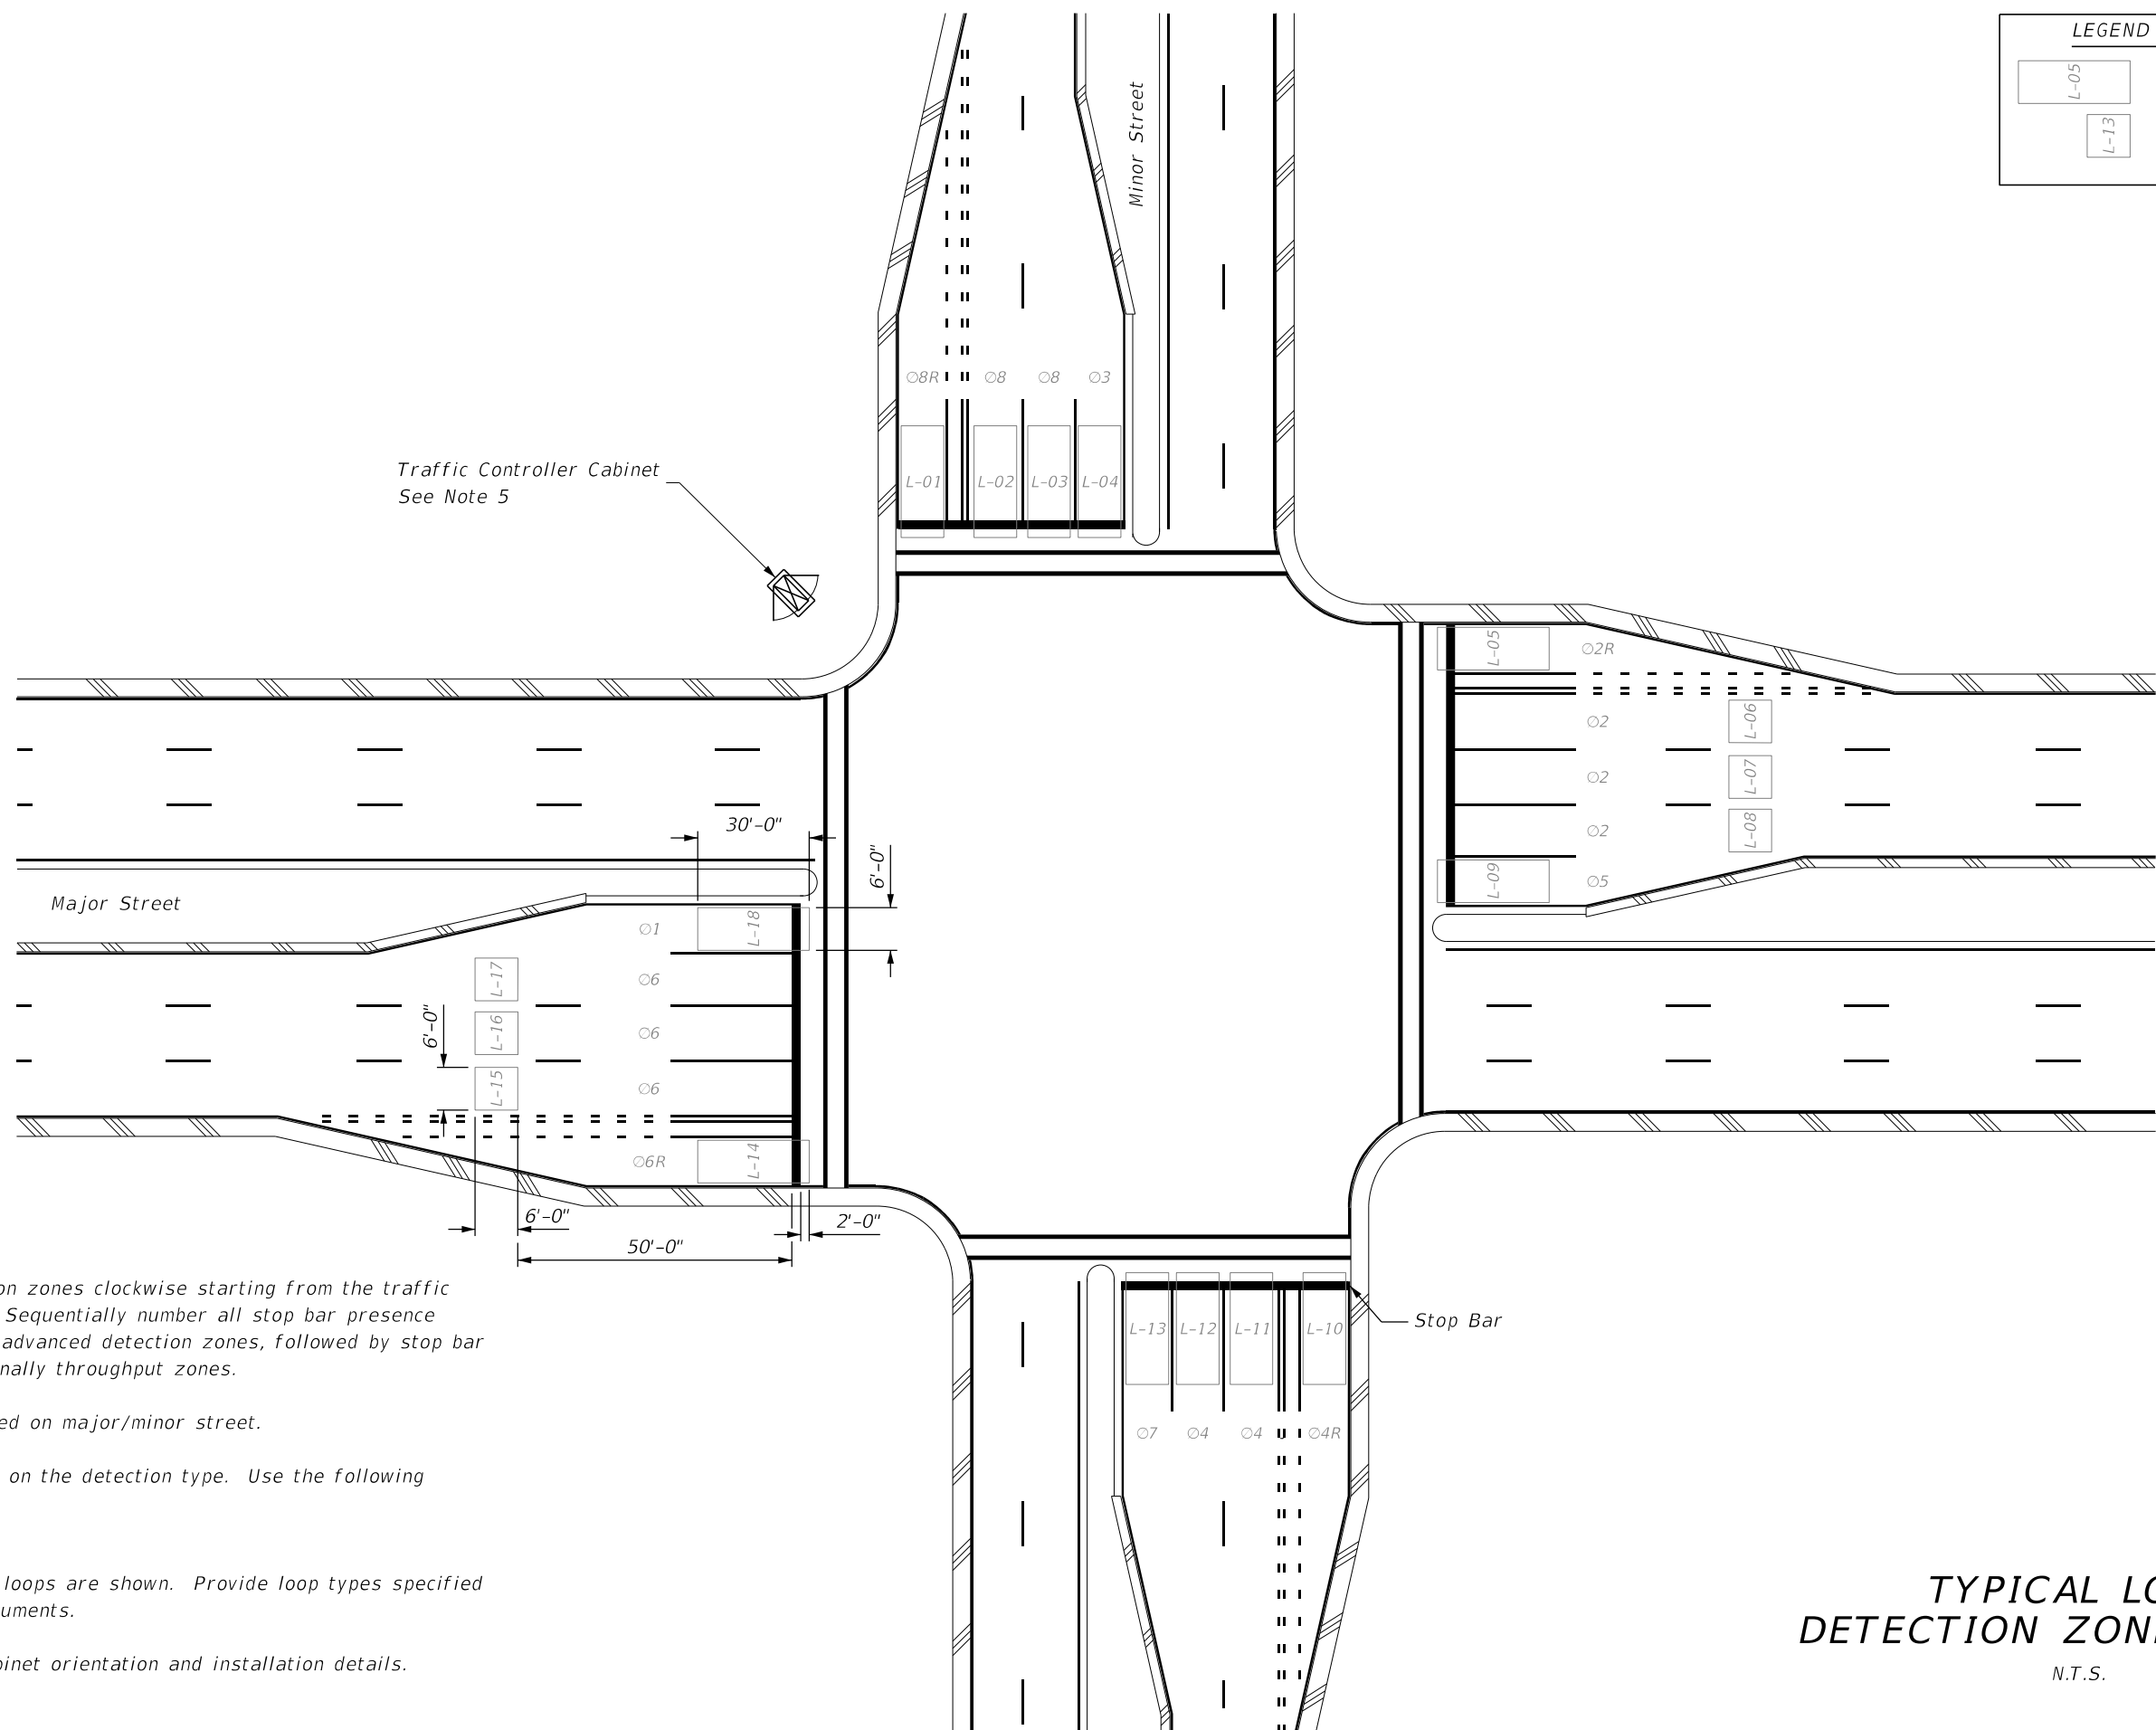 LEGEND
L-05
L-13
Minor Street
∅8R ∅8 ∅8 ∅3
L-01 L-02 L-03 L-04
Traffic Controller Cabinet
See Note 5
L-05 ∅2R
∅2 L-06
∅2 L-07
∅2 L-08
L-09 ∅5
30'-0"
6'-0"
Major Street
∅1 L-18
L-17 ∅6
6'-0" L-16 ∅6
L-15 ∅6
∅6R L-14
6'-0" 2'-0"
50'-0"
on zones clockwise starting from the traffic
Sequentially number all stop bar presence
advanced detection zones, followed by stop bar
nally throughput zones.
ed on major/minor street.
on the detection type. Use the following
loops are shown. Provide loop types specified
uments.
binet orientation and installation details.
L-13 L-12 L-11 L-10
Stop Bar
∅7 ∅4 ∅4 ∅4R
TYPICAL LO
DETECTION ZON
N.T.S.